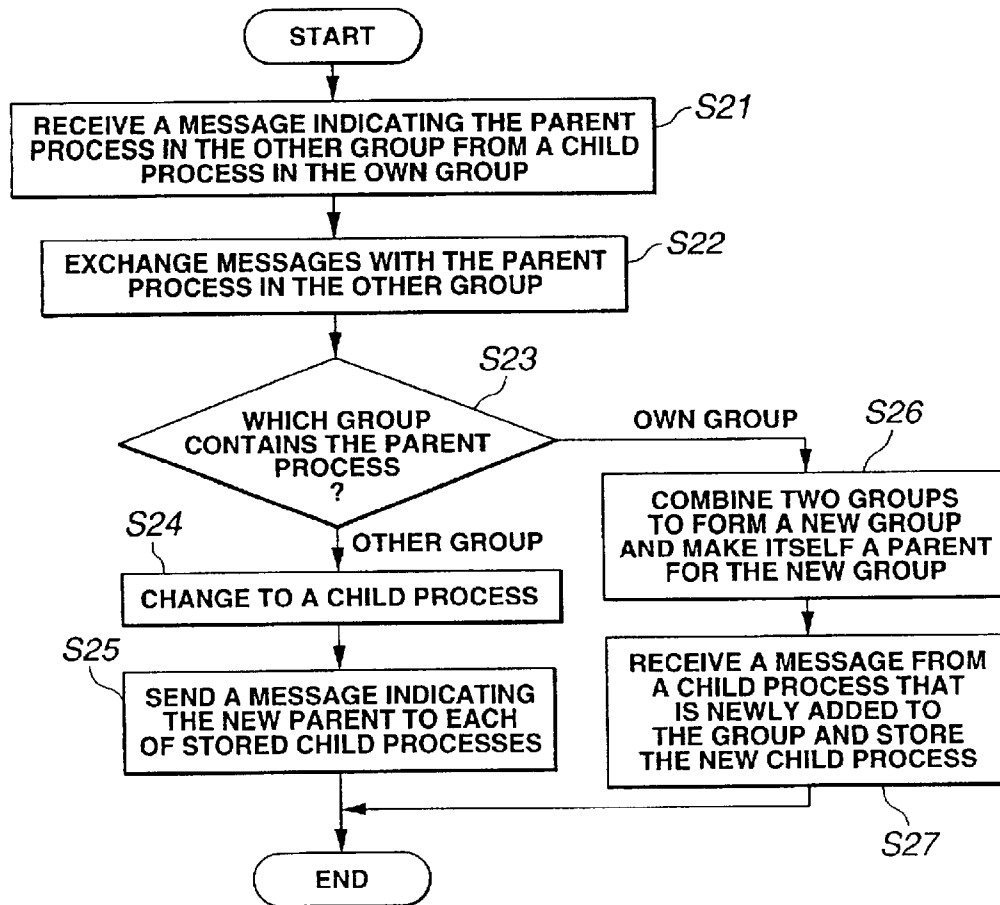 START
S21
RECEIVE A MESSAGE INDICATING THE PARENT
PROCESS IN THE OTHER GROUP FROM A CHILD
PROCESS IN THE OWN GROUP
S22
EXCHANGE MESSAGES WITH THE PARENT
PROCESS IN THE OTHER GROUP
S23
WHICH GROUP
CONTAINS THE PARENT
PROCESS
?
OWN GROUP
S26
COMBINE TWO GROUPS
TO FORM A NEW GROUP
AND MAKE ITSELF A PARENT
FOR THE NEW GROUP
S24
OTHER GROUP
CHANGE TO A CHILD PROCESS
S25
SEND A MESSAGE INDICATING
THE NEW PARENT TO EACH
OF STORED CHILD PROCESSES
RECEIVE A MESSAGE FROM
A CHILD PROCESS THAT
IS NEWLY ADDED TO
THE GROUP AND STORE
THE NEW CHILD PROCESS
S27
END